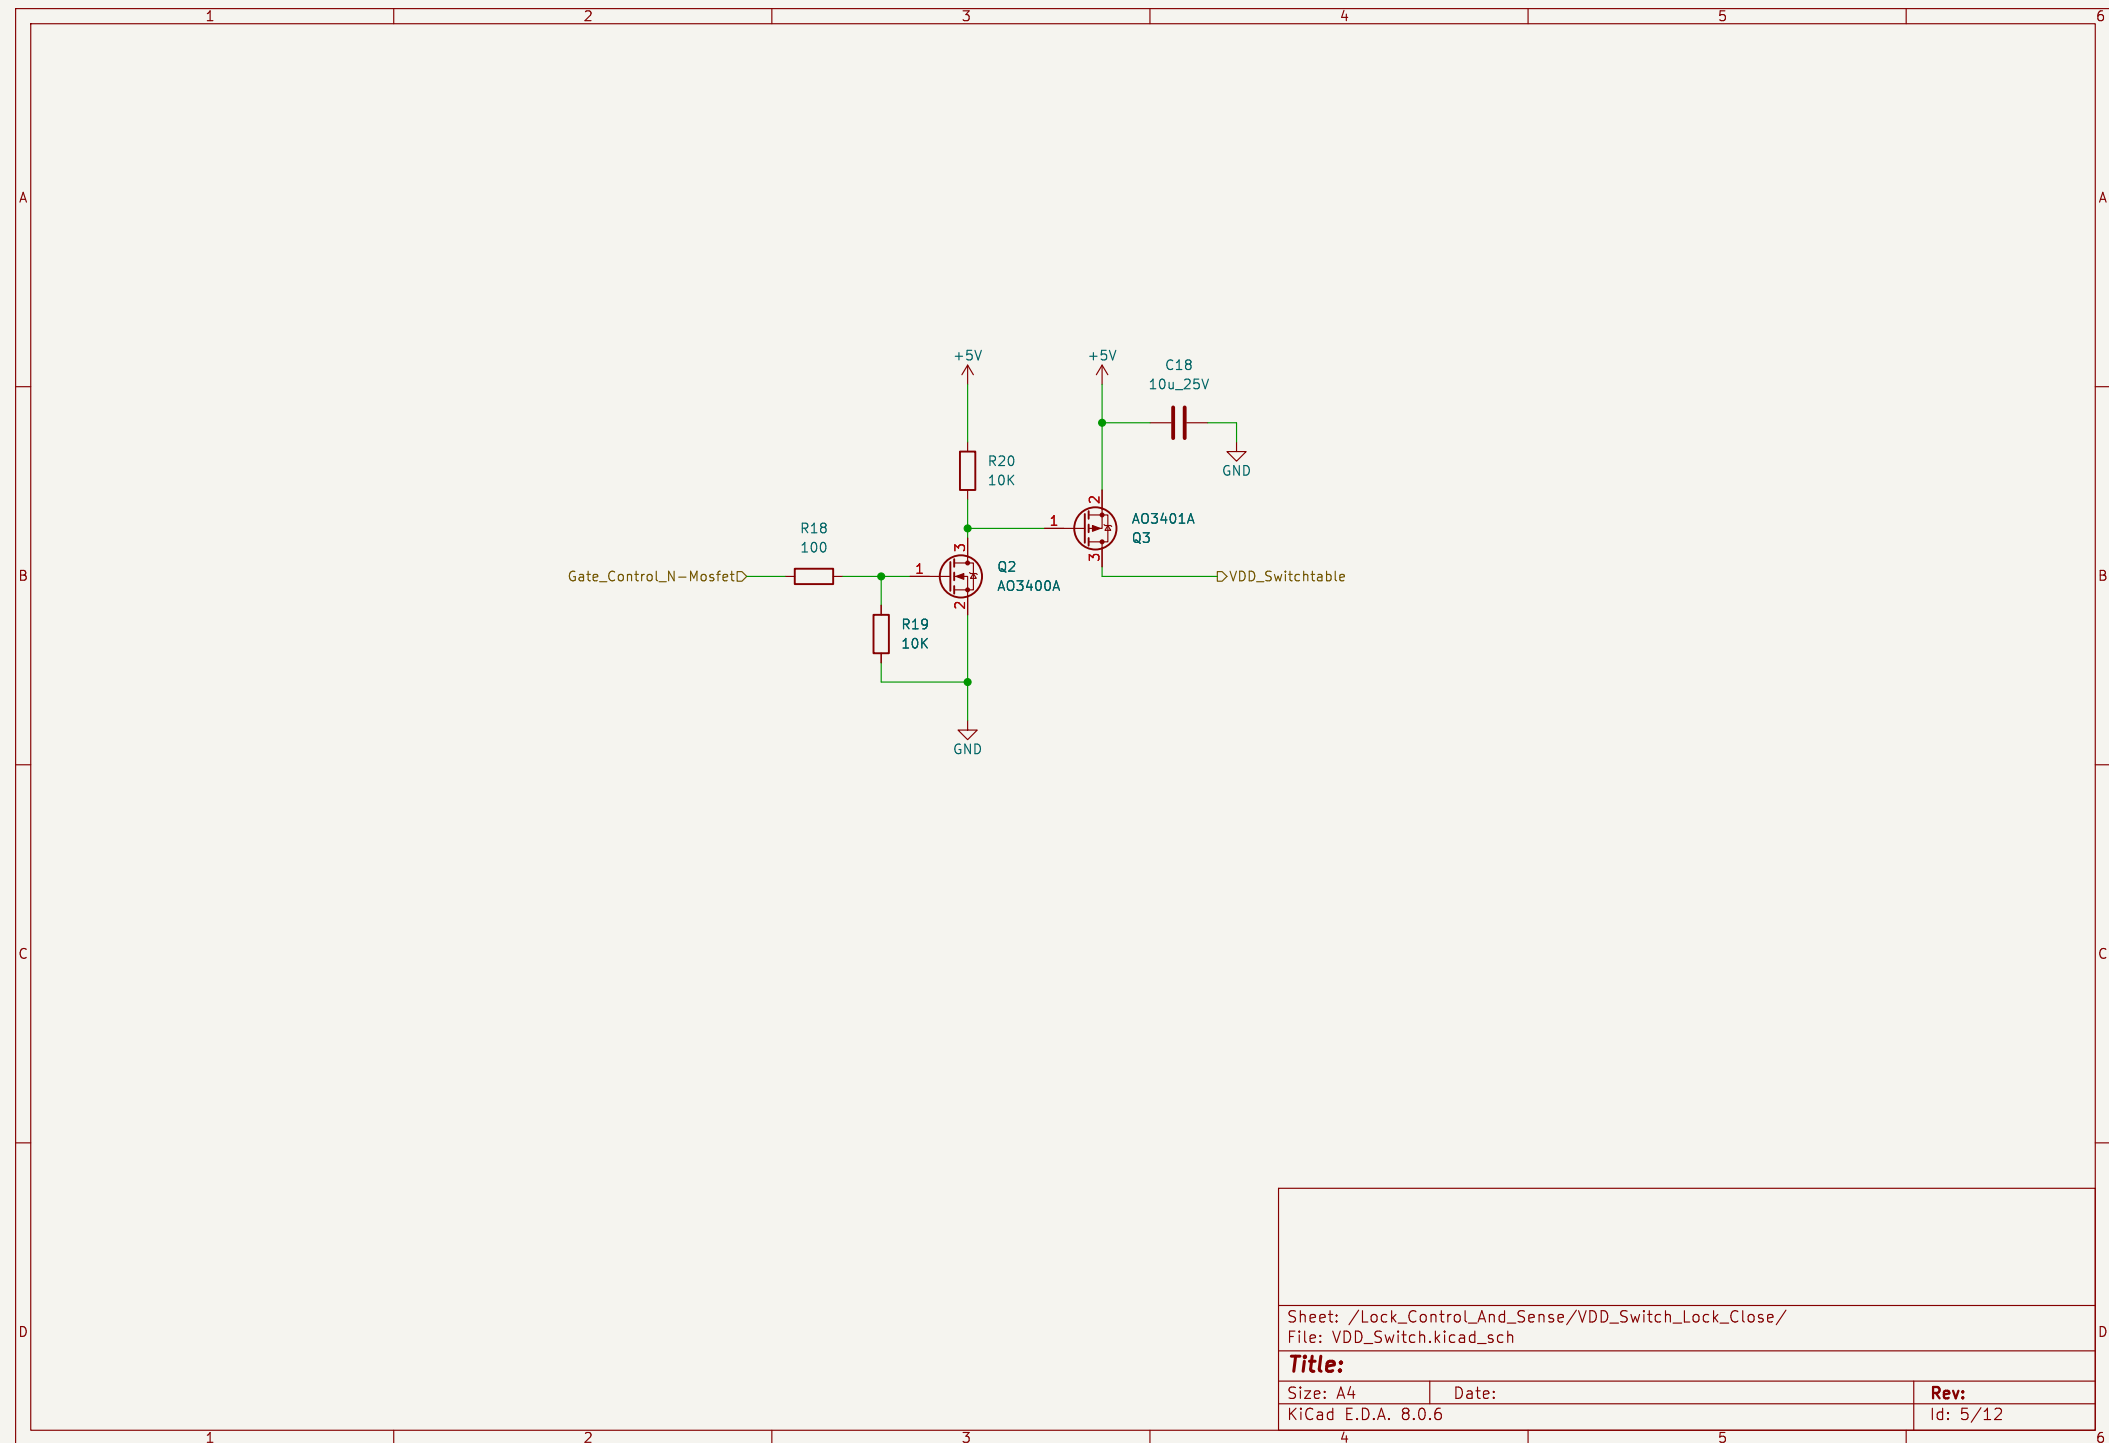 1 2 3 4 5 6
A A
+5V +5V
C18
10u_25V
R20
10K
GND
2
1
AO3401A
Q3
3
R18
100
3
B Gate_Control_N-Mosfet 1 VDD_Switchtable B
Q2
AO3400A
2
R19
10K
GND
C C
Sheet: /Lock_Control_And_Sense/VDD_Switch_Lock_Close/
D D
File: VDD_Switch.kicad_sch
Title:
Size: A4 Date: Rev:
KiCad E.D.A. 8.0.6 Id: 5/12
1 2 3 4 5 6